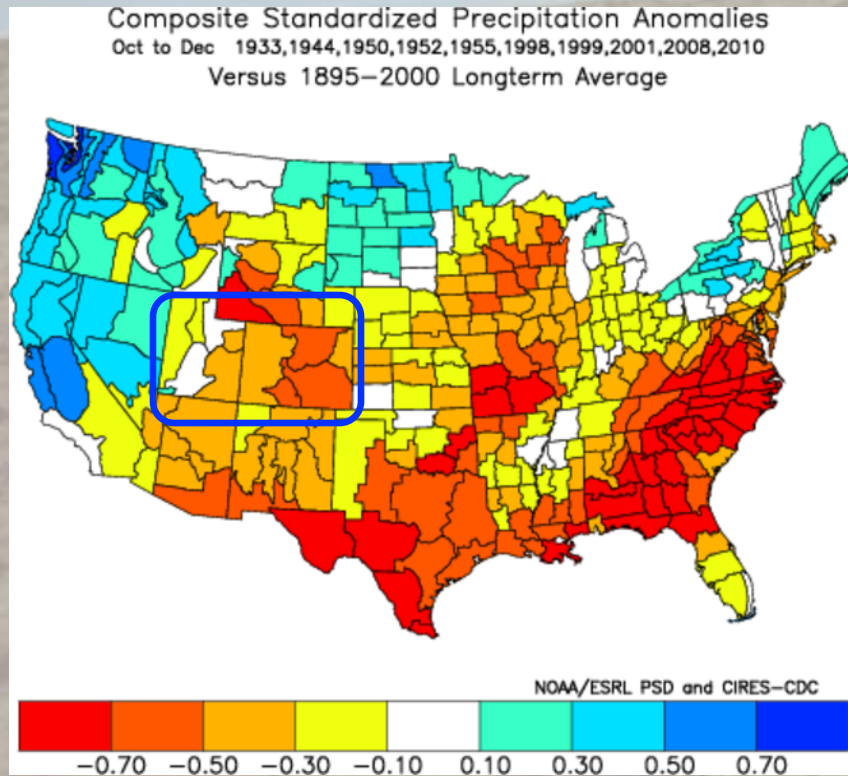 Composite Standardized Precipitation Anomalies
Oct to Dec 1933,1944,1950,1952,1955,1998,1999,2001,2008,2010
Versus 1895–2000 Longterm Average
NOAA/ESRL PSD and CIRES–CDC
−0.70 −0.50 −0.30 −0.10 0.10 0.30 0.50 0.70